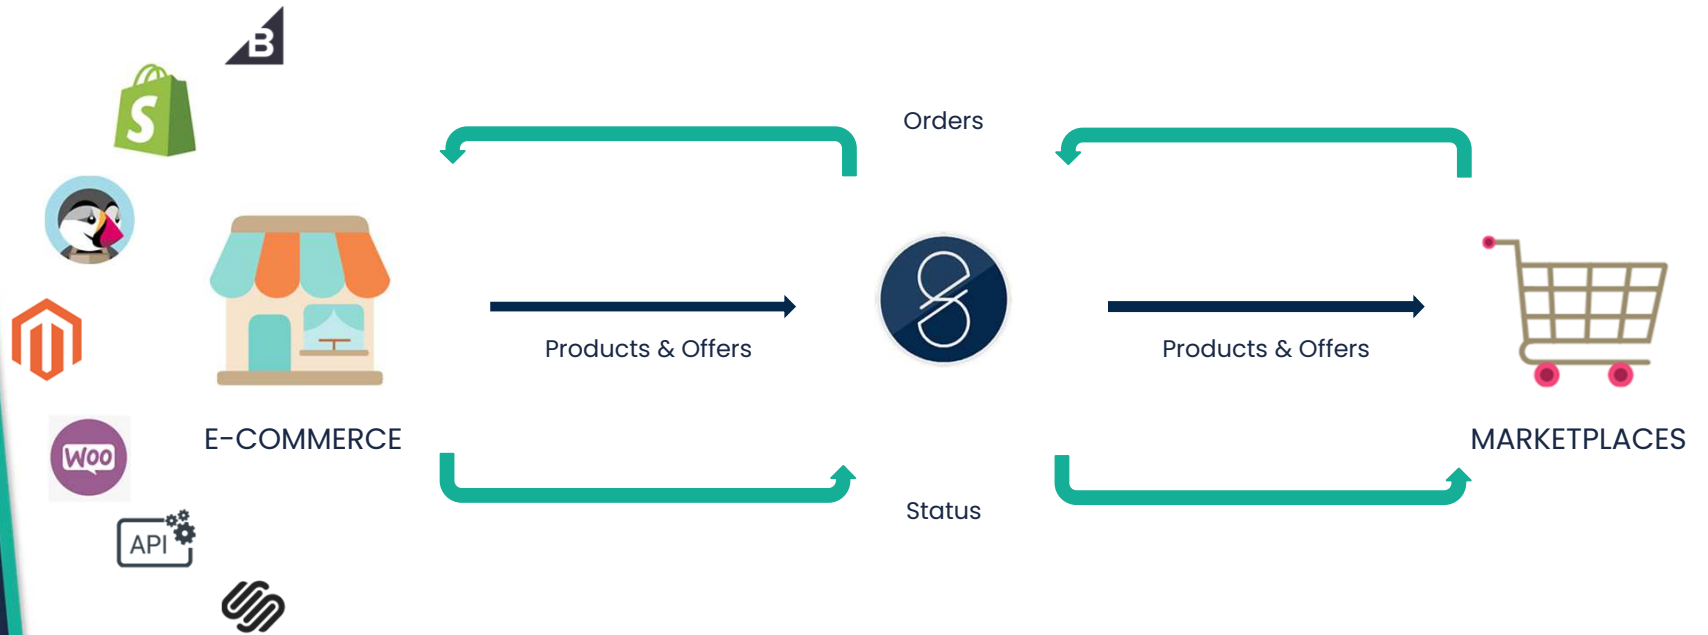 B
S
Orders
Products & Offers
Products & Offers
E-COMMERCE
MARKETPLACES
WOO
API
Status